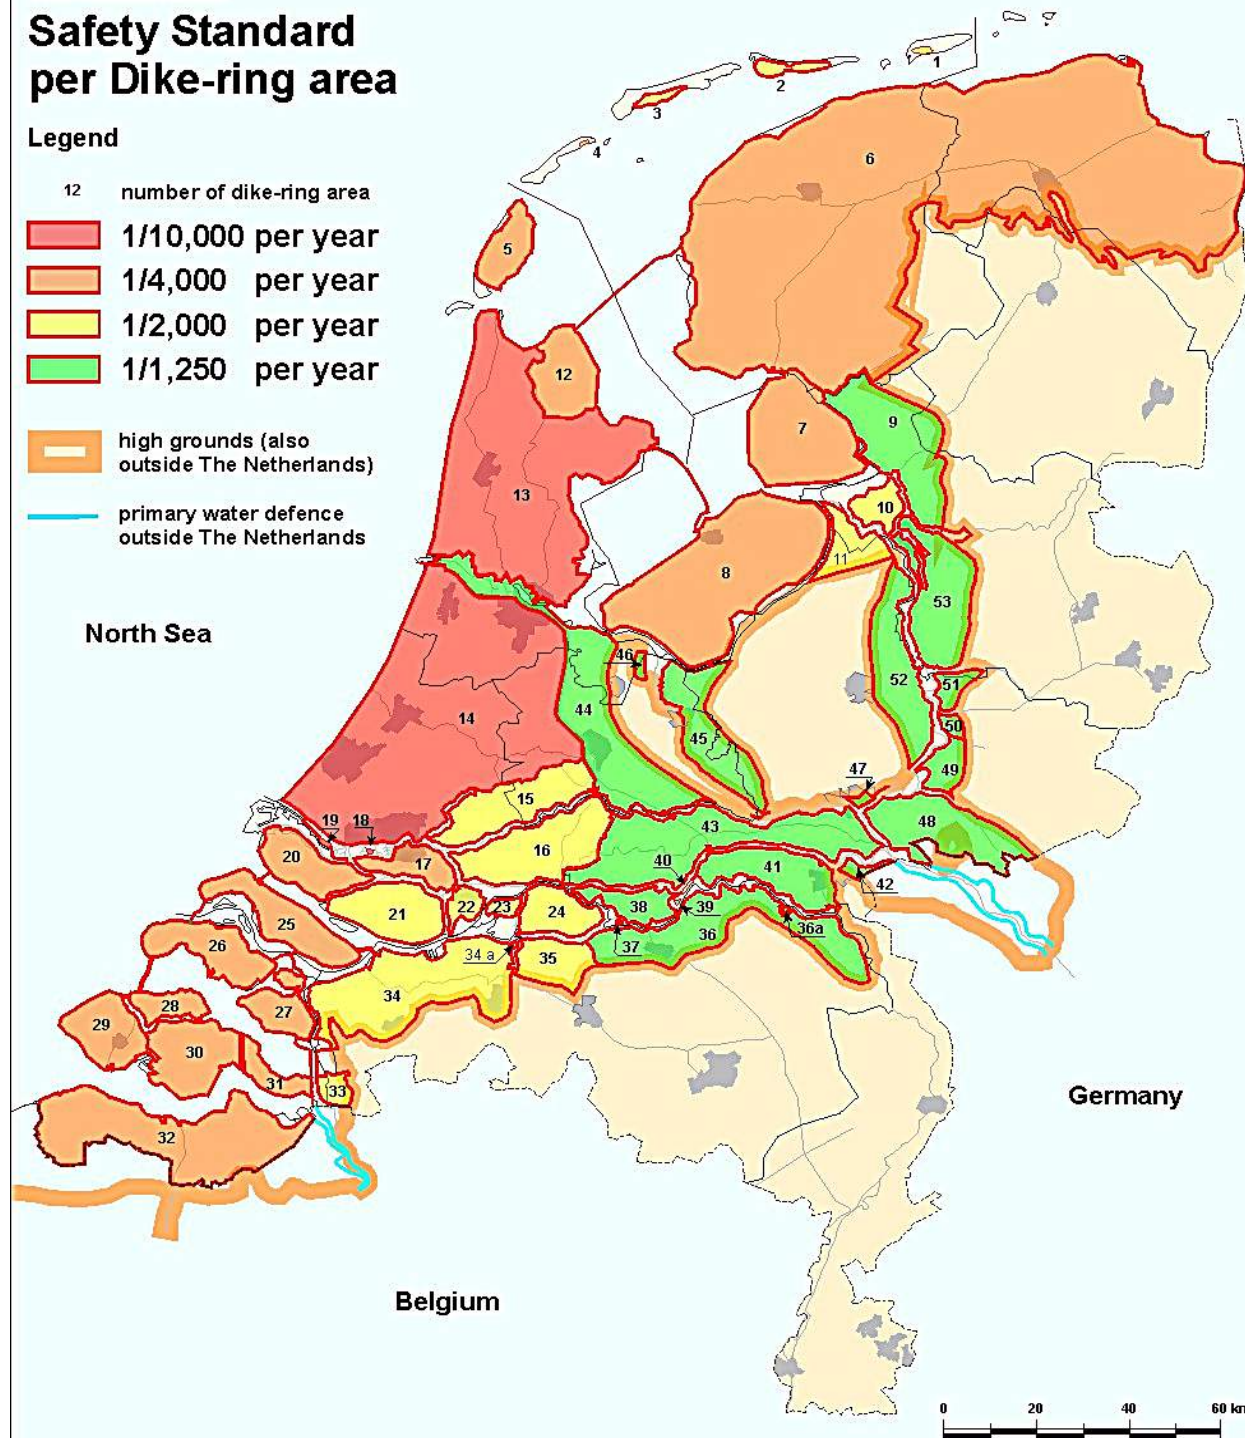 Safety Standard
per Dike-ring area
Legend
12 number of dike-ring area
1/10,000 per year
1/4,000 per year
1/2,000 per year
1/1,250 per year
high grounds (also
outside The Netherlands)
primary water defence
outside The Netherlands
North Sea
Germany
Belgium
1
2
3
4
5
6
7
8
9
10
11
12
13
14
15
16
17
18
19
20
21
22
23
24
25
26
27
28
29
30
31
32
33
34
34 a
35
36
36a
37
38
39
40
41
42
43
44
45
46
47
48
49
50
51
52
53
0 20 40 60 km